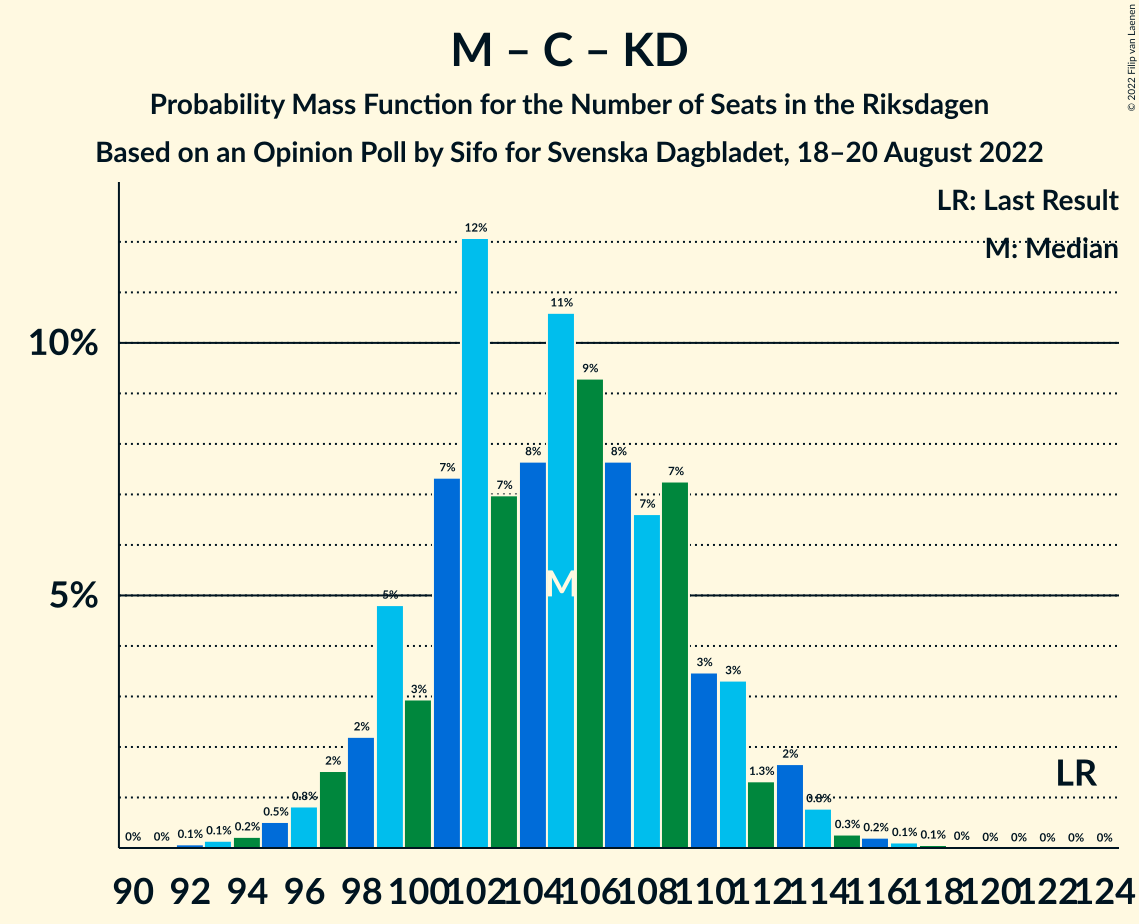 M – C – KD
Probability Mass Function for the Number of Seats in the Riksdagen
Based on an Opinion Poll by Sifo for Svenska Dagbladet, 18–20 August 2022
© 2022 Filip van Laenen
LR: Last Result
M: Median
10%
5%
0% 0% 0.1% 0.1% 0.2% 0.5% 0.8% 2% 2% 5% 3% 7% 12% 7% 8% 11% 9% 8% 7% 7% 3% 3% 1.3% 2% 0.8% 0.3% 0.2% 0.1% 0.1% 0% 0% 0% 0% 0% 0%
M
LR
90 92 94 96 98 100 102 104 106 108 110 112 114 116 118 120 122 124